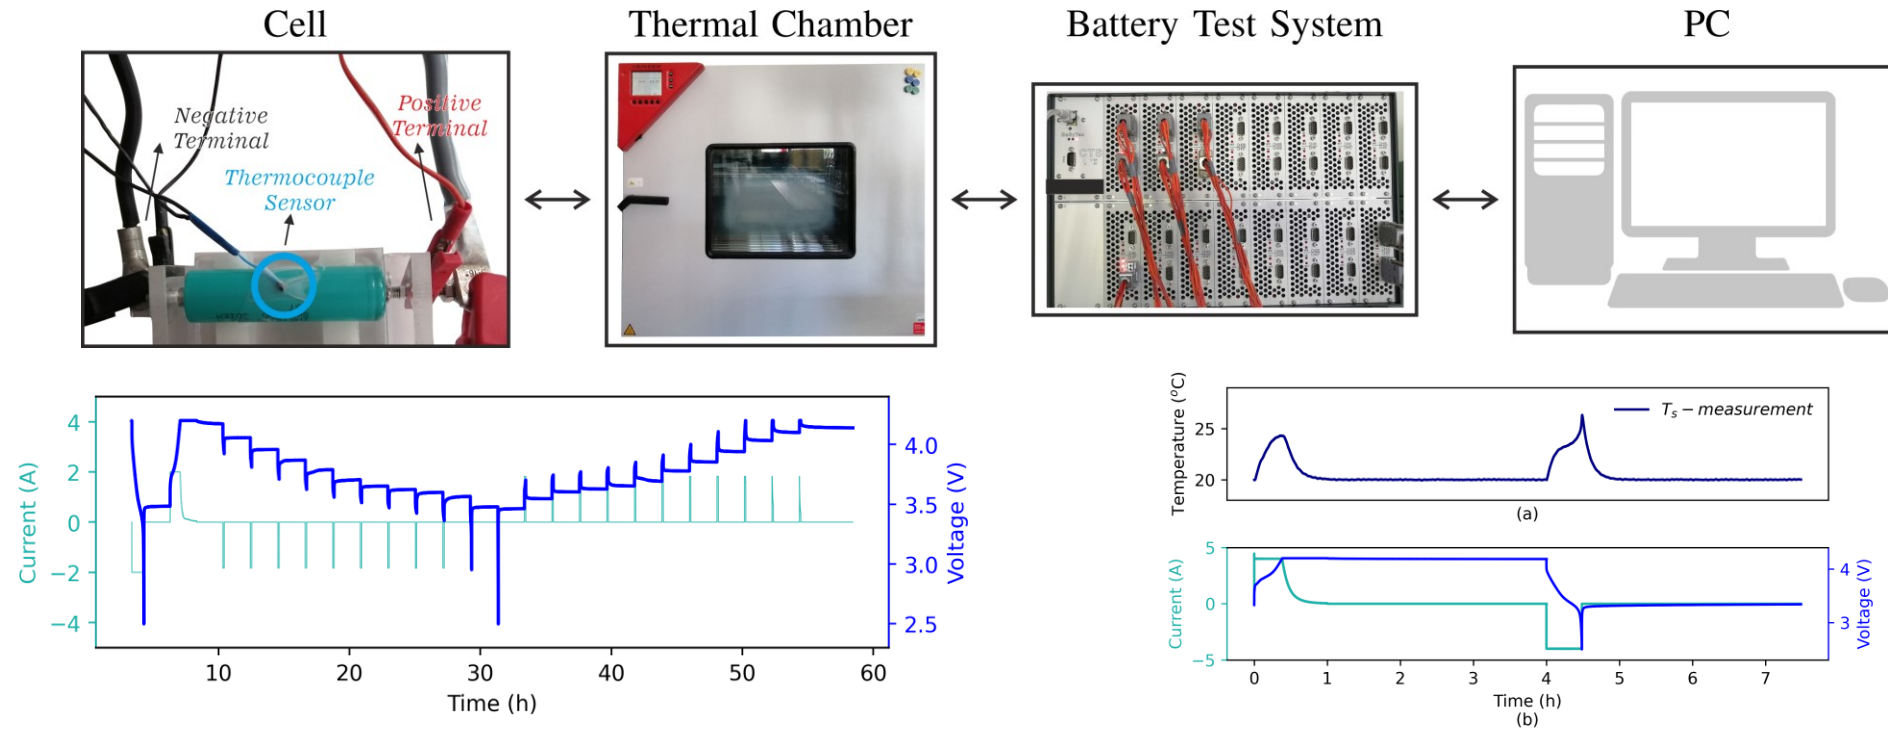 Cell
Thermal Chamber
Battery Test System
PC
Negative
Terminal
Positive
Terminal
Thermocouple
Sensor
CTS
4
2
0
−2
−4
Current (A)
4.0
3.5
3.0
2.5
Voltage (V)
10
20
30
40
50
60
Time (h)
Temperature (°C)
25
20
T_s − measurement
(a)
5
0
−5
Current (A)
4
3
Voltage (V)
0
1
2
3
4
5
6
7
Time (h)
(b)